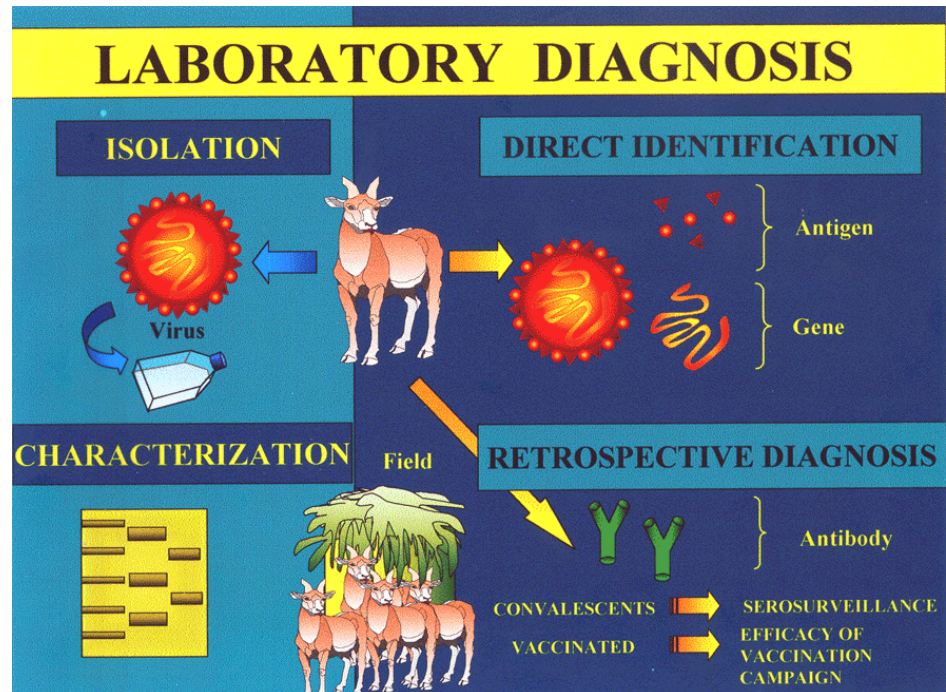 LABORATORY DIAGNOSIS
ISOLATION
DIRECT IDENTIFICATION
Antigen
Virus
Gene
CHARACTERIZATION
Field
RETROSPECTIVE DIAGNOSIS
Antibody
CONVALESCENTS
SEROSURVEILLANCE
VACCINATED
EFFICACY OF
VACCINATION
CAMPAIGN